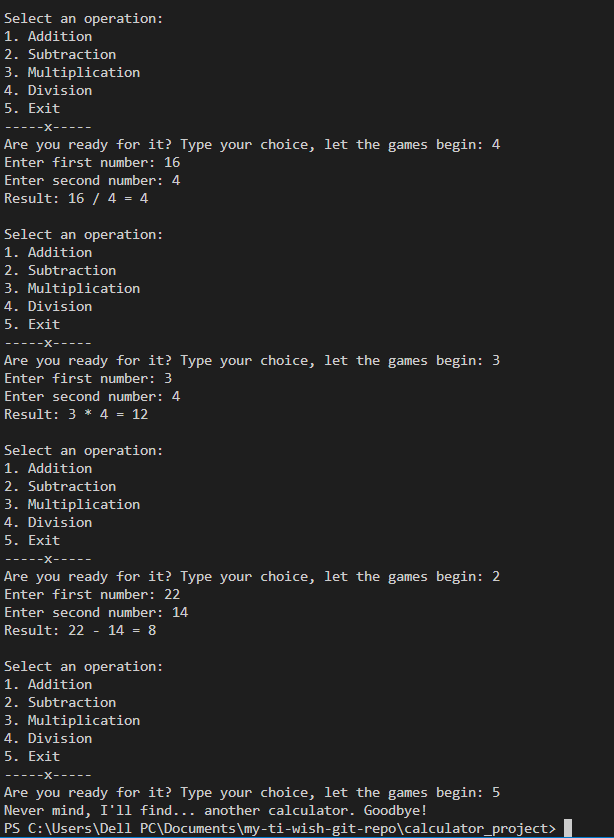 Select an operation:
1. Addition
2. Subtraction
3. Multiplication
4. Division
5. Exit
-----x-----
Are you ready for it? Type your choice, let the games begin: 4
Enter first number: 16
Enter second number: 4
Result: 16 / 4 = 4

Select an operation:
1. Addition
2. Subtraction
3. Multiplication
4. Division
5. Exit
-----x-----
Are you ready for it? Type your choice, let the games begin: 3
Enter first number: 3
Enter second number: 4
Result: 3 * 4 = 12

Select an operation:
1. Addition
2. Subtraction
3. Multiplication
4. Division
5. Exit
-----x-----
Are you ready for it? Type your choice, let the games begin: 2
Enter first number: 22
Enter second number: 14
Result: 22 - 14 = 8

Select an operation:
1. Addition
2. Subtraction
3. Multiplication
4. Division
5. Exit
-----x-----
Are you ready for it? Type your choice, let the games begin: 5
Never mind, I'll find... another calculator. Goodbye!
PS C:\Users\Dell PC\Documents\my-ti-wish-git-repo\calculator_project>